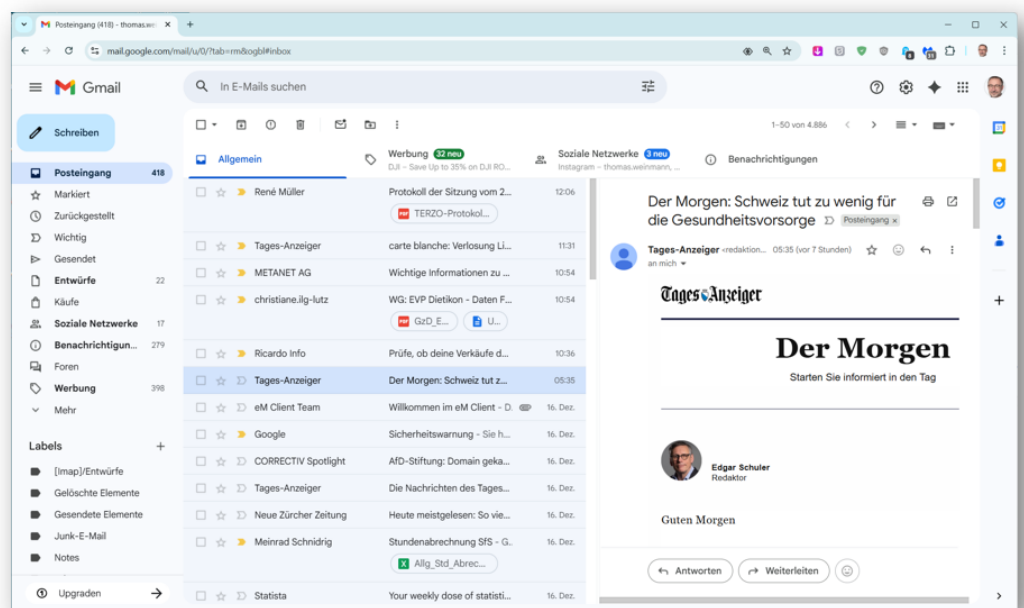 Posteingang (418) - thomas.wei
mail.google.com/mail/u/0/?tab=rm&ogbl#inbox
Gmail
In E-Mails suchen
Schreiben
Posteingang 418
Markiert
Zurückgestellt
Wichtig
Gesendet
Entwürfe 22
Käufe
Soziale Netzwerke 17
Benachrichtigun... 279
Foren
Werbung 398
Mehr
Labels
[Imap]/Entwürfe
Gelöschte Elemente
Gesendete Elemente
Junk-E-Mail
Notes
Upgraden
1–50 von 4.886
Allgemein
Werbung 32 neu
DJI – Save Up to 35% on DJI RO...
Soziale Netzwerke 3 neu
Instagram – thomas.weinmann, ...
Benachrichtigungen
René Müller Protokoll der Sitzung vom 2... 12:06
PDF TERZO-Protokol...
Tages-Anzeiger carte blanche: Verlosung Li... 11:31
METANET AG Wichtige Informationen zu ... 10:54
christiane.ilg-lutz WG: EVP Dietikon - Daten F... 10:54
PDF GzD_E... U...
Ricardo Info Prüfe, ob deine Verkäufe d... 10:36
Tages-Anzeiger Der Morgen: Schweiz tut z... 05:35
eM Client Team Willkommen im eM Client - D. 16. Dez.
Google Sicherheitswarnung - Sie h... 16. Dez.
CORRECTIV Spotlight AfD-Stiftung: Domain geka... 16. Dez.
Tages-Anzeiger Die Nachrichten des Tages... 16. Dez.
Neue Zürcher Zeitung Heute meistgelesen: So vie... 16. Dez.
Meinrad Schnidrig Stundenabrechnung SfS - G.. 16. Dez.
X Allg_Std_Abrec...
Statista Your weekly dose of statisti... 16. Dez.
Der Morgen: Schweiz tut zu wenig für
die Gesundheitsvorsorge Posteingang ×
Tages-Anzeiger <redaktion... 05:35 (vor 7 Stunden)
an mich
Tages Anzeiger
Der Morgen
Starten Sie informiert in den Tag
Edgar Schuler
Redaktor
Guten Morgen
Antworten Weiterleiten